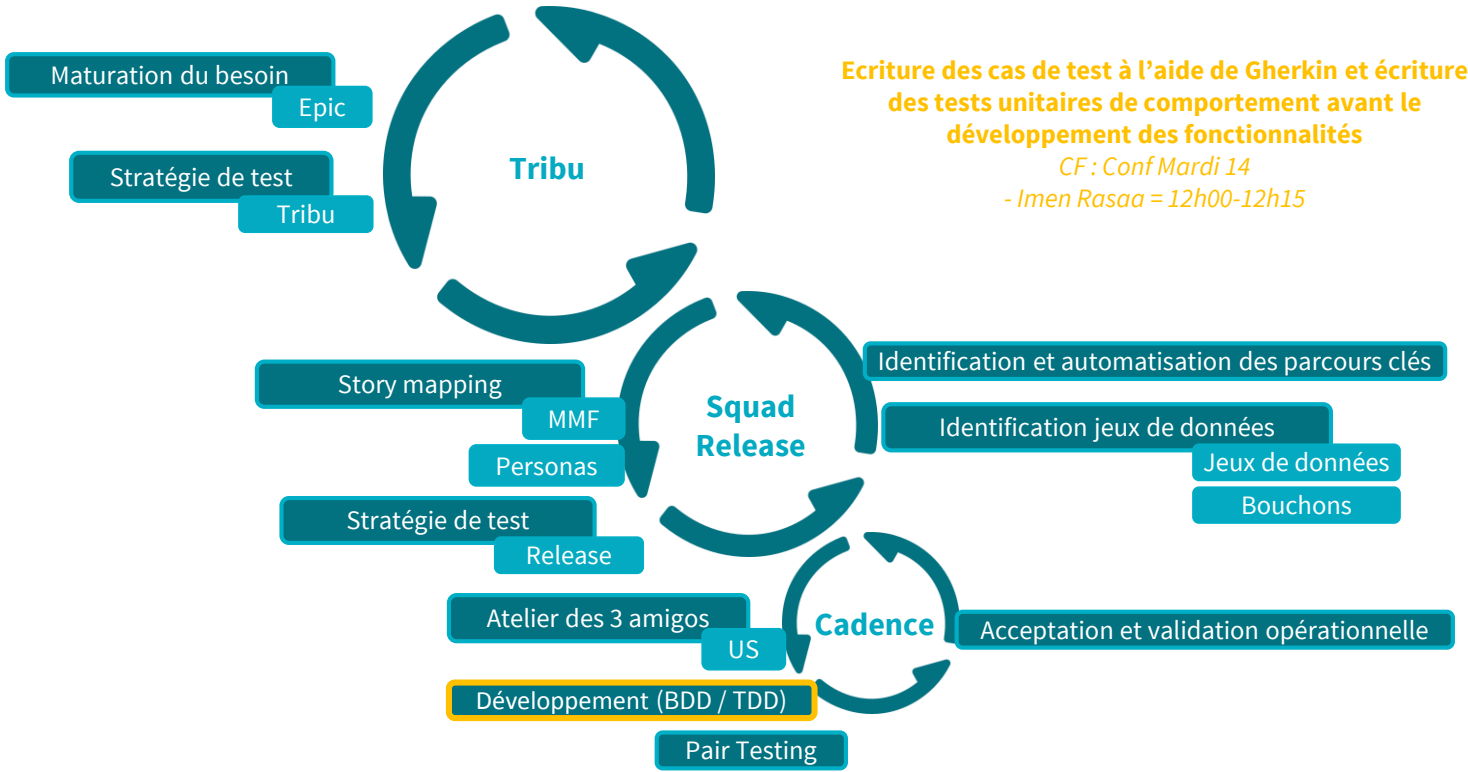 Maturation du besoin
Epic
Stratégie de test
Tribu
Tribu
Ecriture des cas de test à l’aide de Gherkin et écriture
des tests unitaires de comportement avant le
développement des fonctionnalités
CF : Conf Mardi 14
- Imen Rasaa = 12h00-12h15
Story mapping
MMF
Personas
Stratégie de test
Release
Squad
Release
Identification et automatisation des parcours clés
Identification jeux de données
Jeux de données
Bouchons
Atelier des 3 amigos
US
Développement (BDD / TDD)
Pair Testing
Cadence
Acceptation et validation opérationnelle